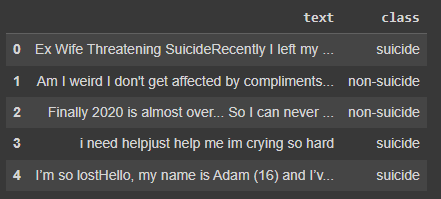 text class
0 Ex Wife Threatening SuicideRecently I left my ... suicide
1 Am I weird I don't get affected by compliments... non-suicide
2 Finally 2020 is almost over... So I can never ... non-suicide
3 i need helpjust help me im crying so hard suicide
4 I’m so lostHello, my name is Adam (16) and I’v... suicide